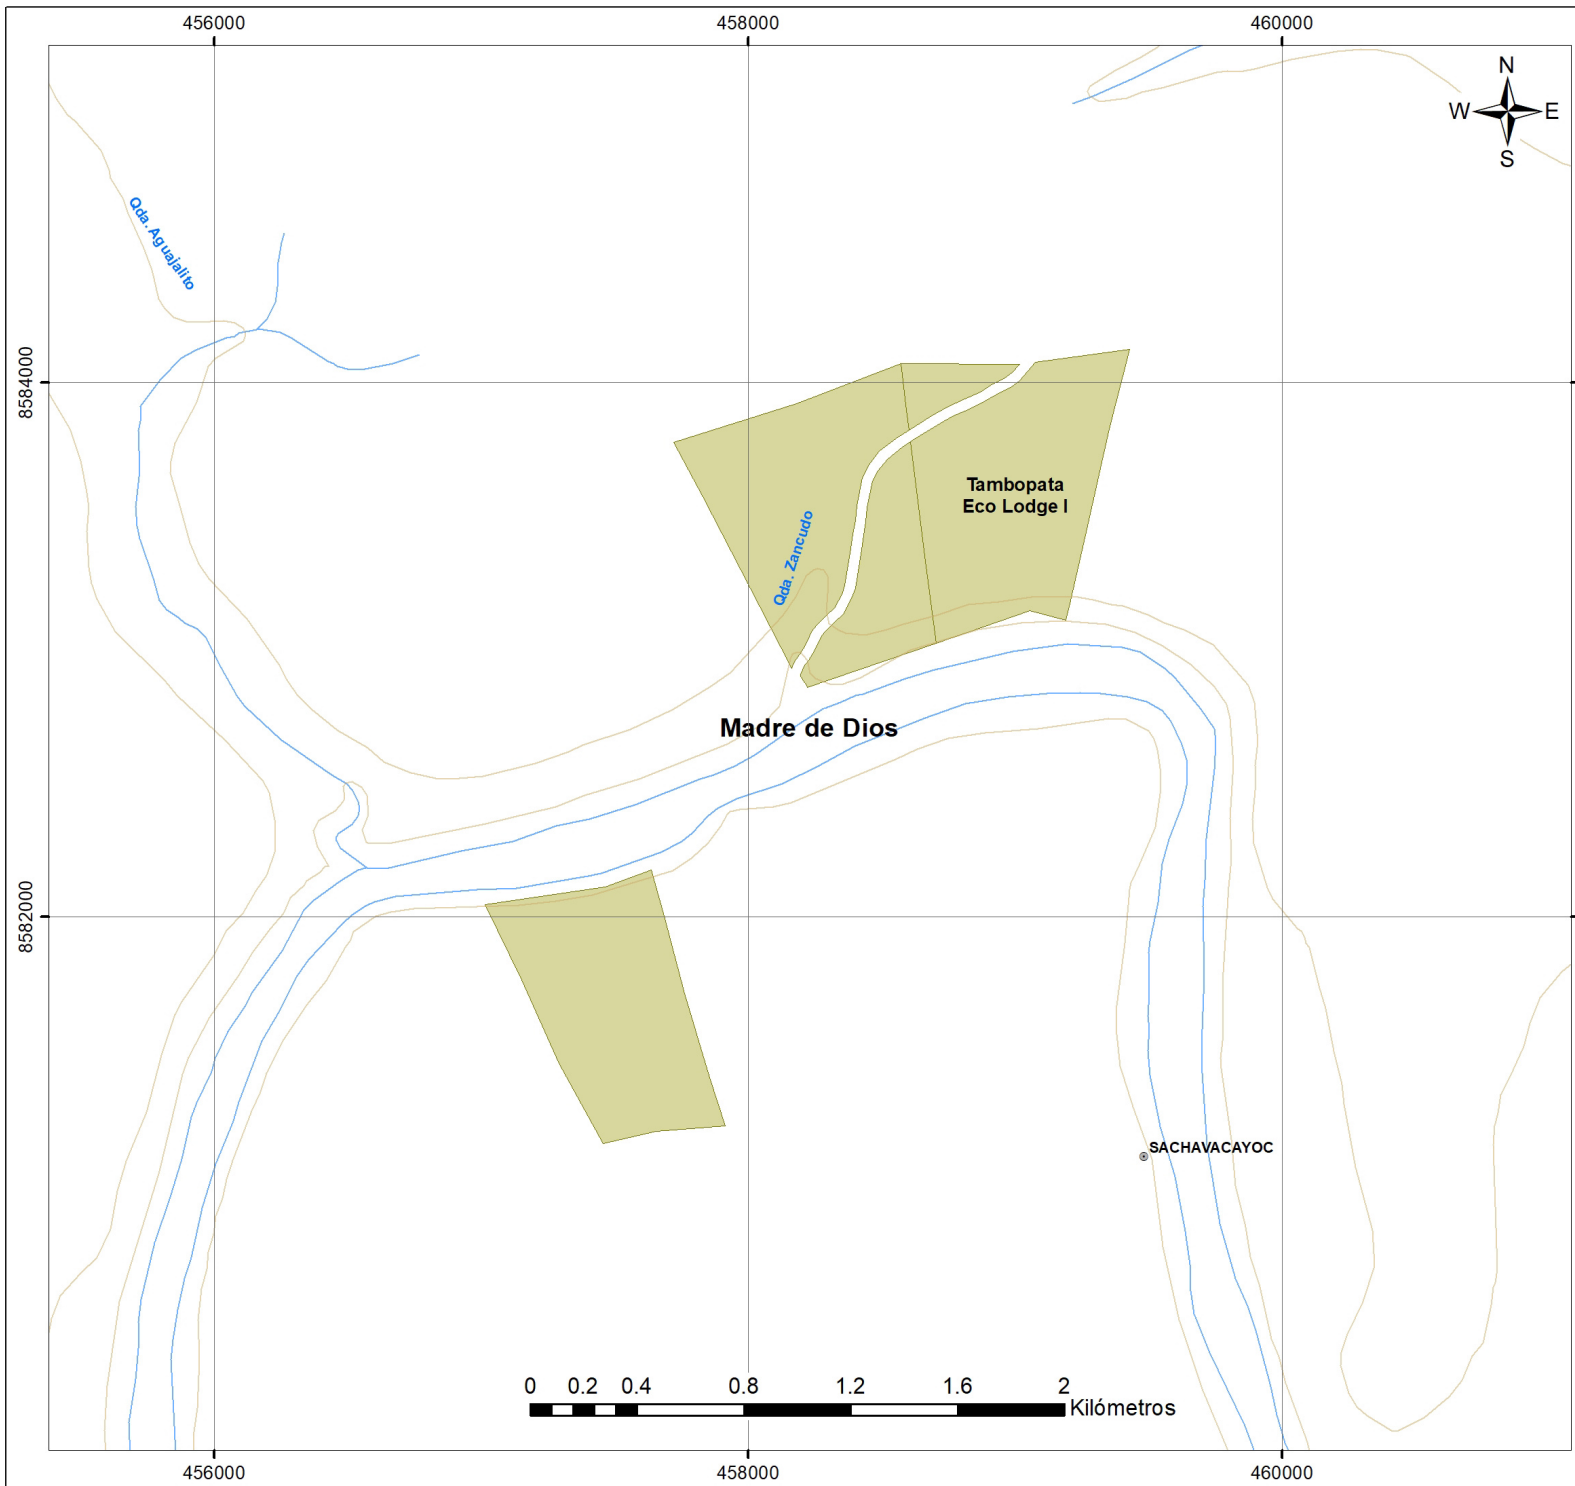 456000
458000
460000
N
W
E
S
Qda. Aguajalito
8584000
Tambopata
Eco Lodge I
Qda. Zancudo
Madre de Dios
8582000
SACHAVACAYOC
0 0.2 0.4 0.8 1.2 1.6 2
Kilómetros
456000
458000
460000